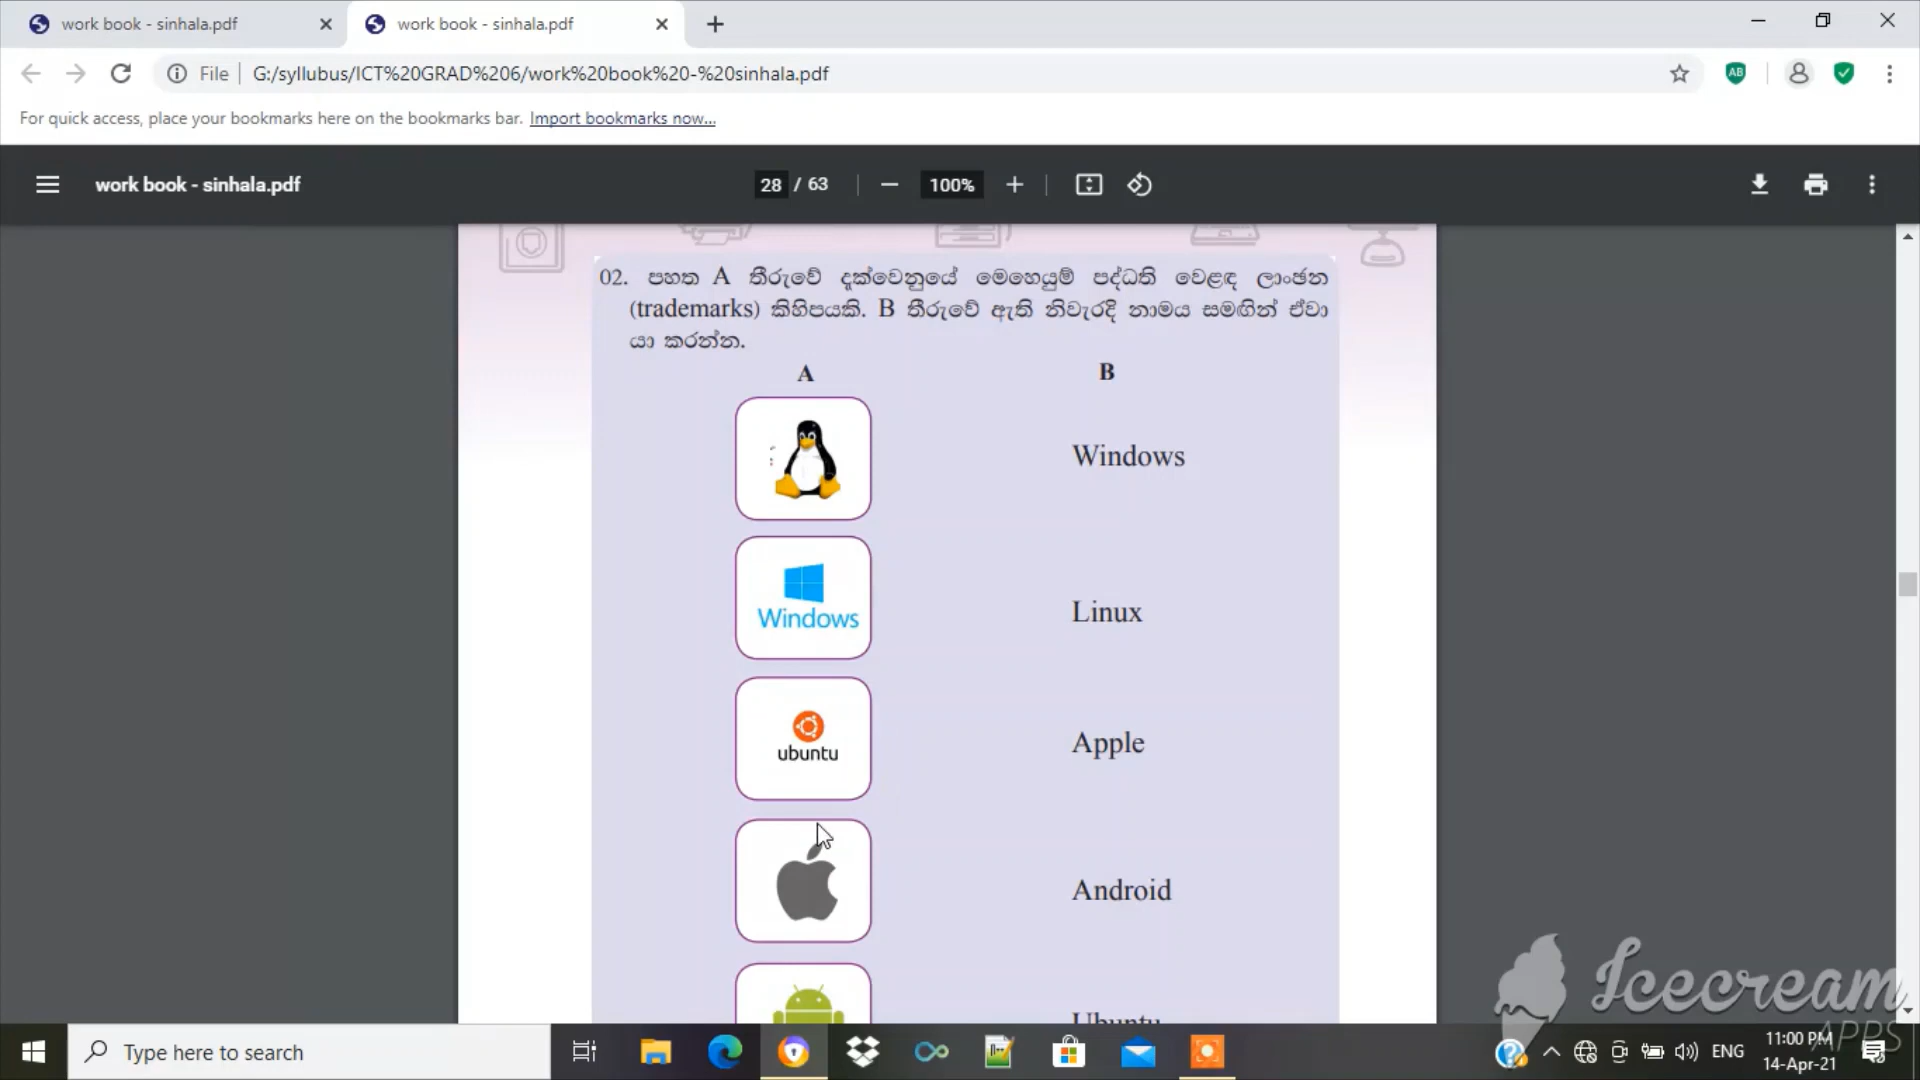 work book - sinhala.pdf
work book - sinhala.pdf
File
G:/syllubus/ICT%20GRAD%206/work%20book%20-%20sinhala.pdf
AB
For quick access, place your bookmarks here on the bookmarks bar. Import bookmarks now...
work book - sinhala.pdf
28 / 63
100%
02. පහත A තීරුවේ දැක්වෙනුයේ මෙහෙයුම් පද්ධති වෙළඳ ලාංඡන
(trademarks) කිහිපයකි. B තීරුවේ ඇති නිවැරදි නාමය සමඟින් ඒවා
යා කරන්න.
A
B
Windows
Windows
Linux
ubuntu
Apple
Android
Ubuntu
Icecream
APPS
Type here to search
ENG
11:00 PM
14-Apr-21